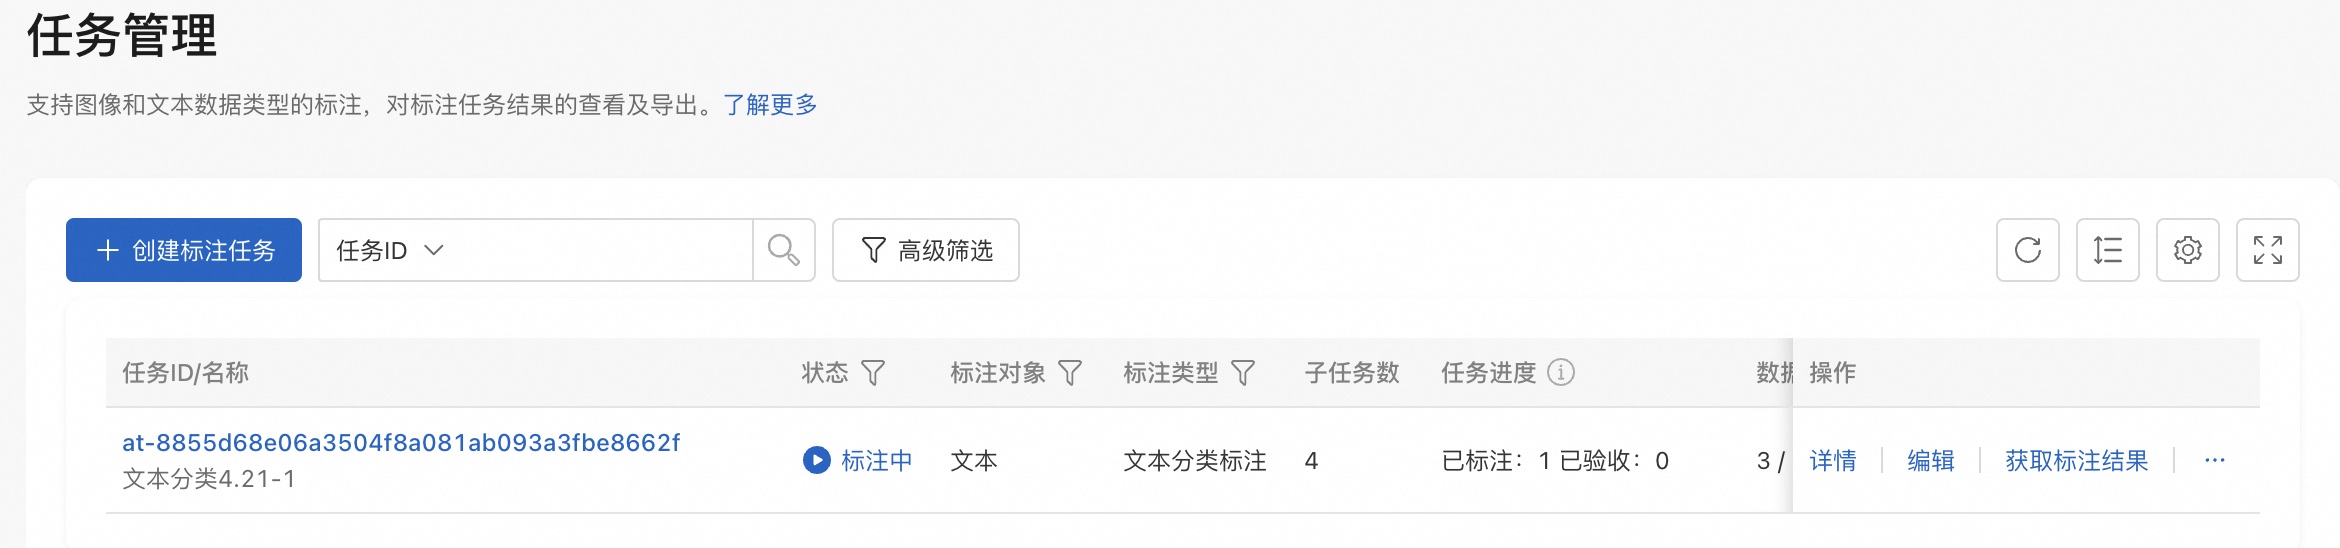 任务管理
支持图像和文本数据类型的标注，对标注任务结果的查看及导出。了解更多
创建标注任务 任务ID 高级筛选
任务ID/名称 状态 标注对象 标注类型 子任务数 任务进度 数据 操作
at-8855d68e06a3504f8a081ab093a3fbe8662f
文本分类4.21-1
标注中 文本 文本分类标注 4 已标注：1 已验收：0 3 / 详情 编辑 获取标注结果 ···